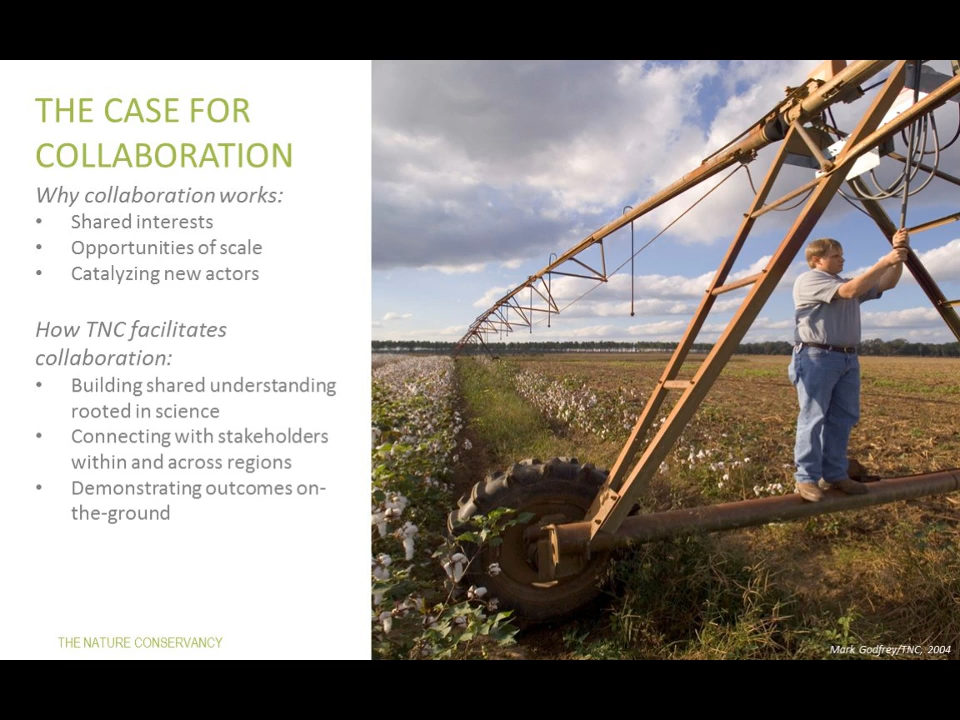 THE CASE FOR
COLLABORATION
Why collaboration works:
• Shared interests
• Opportunities of scale
• Catalyzing new actors
How TNC facilitates
collaboration:
• Building shared understanding
rooted in science
• Connecting with stakeholders
within and across regions
• Demonstrating outcomes on-
the-ground
THE NATURE CONSERVANCY
Mark Godfrey/TNC, 2004